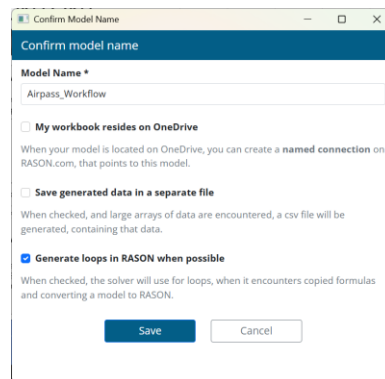 Confirm Model Name
Confirm model name
Model Name *
Airpass_Workflow
My workbook resides on OneDrive
When your model is located on OneDrive, you can create a named connection on
RASON.com, that points to this model.
Save generated data in a separate file
When checked, and large arrays of data are encountered, a csv file will be
generated, containing that data.
Generate loops in RASON when possible
When checked, the solver will use for loops, when it encounters copied formulas
and converting a model to RASON.
Save
Cancel